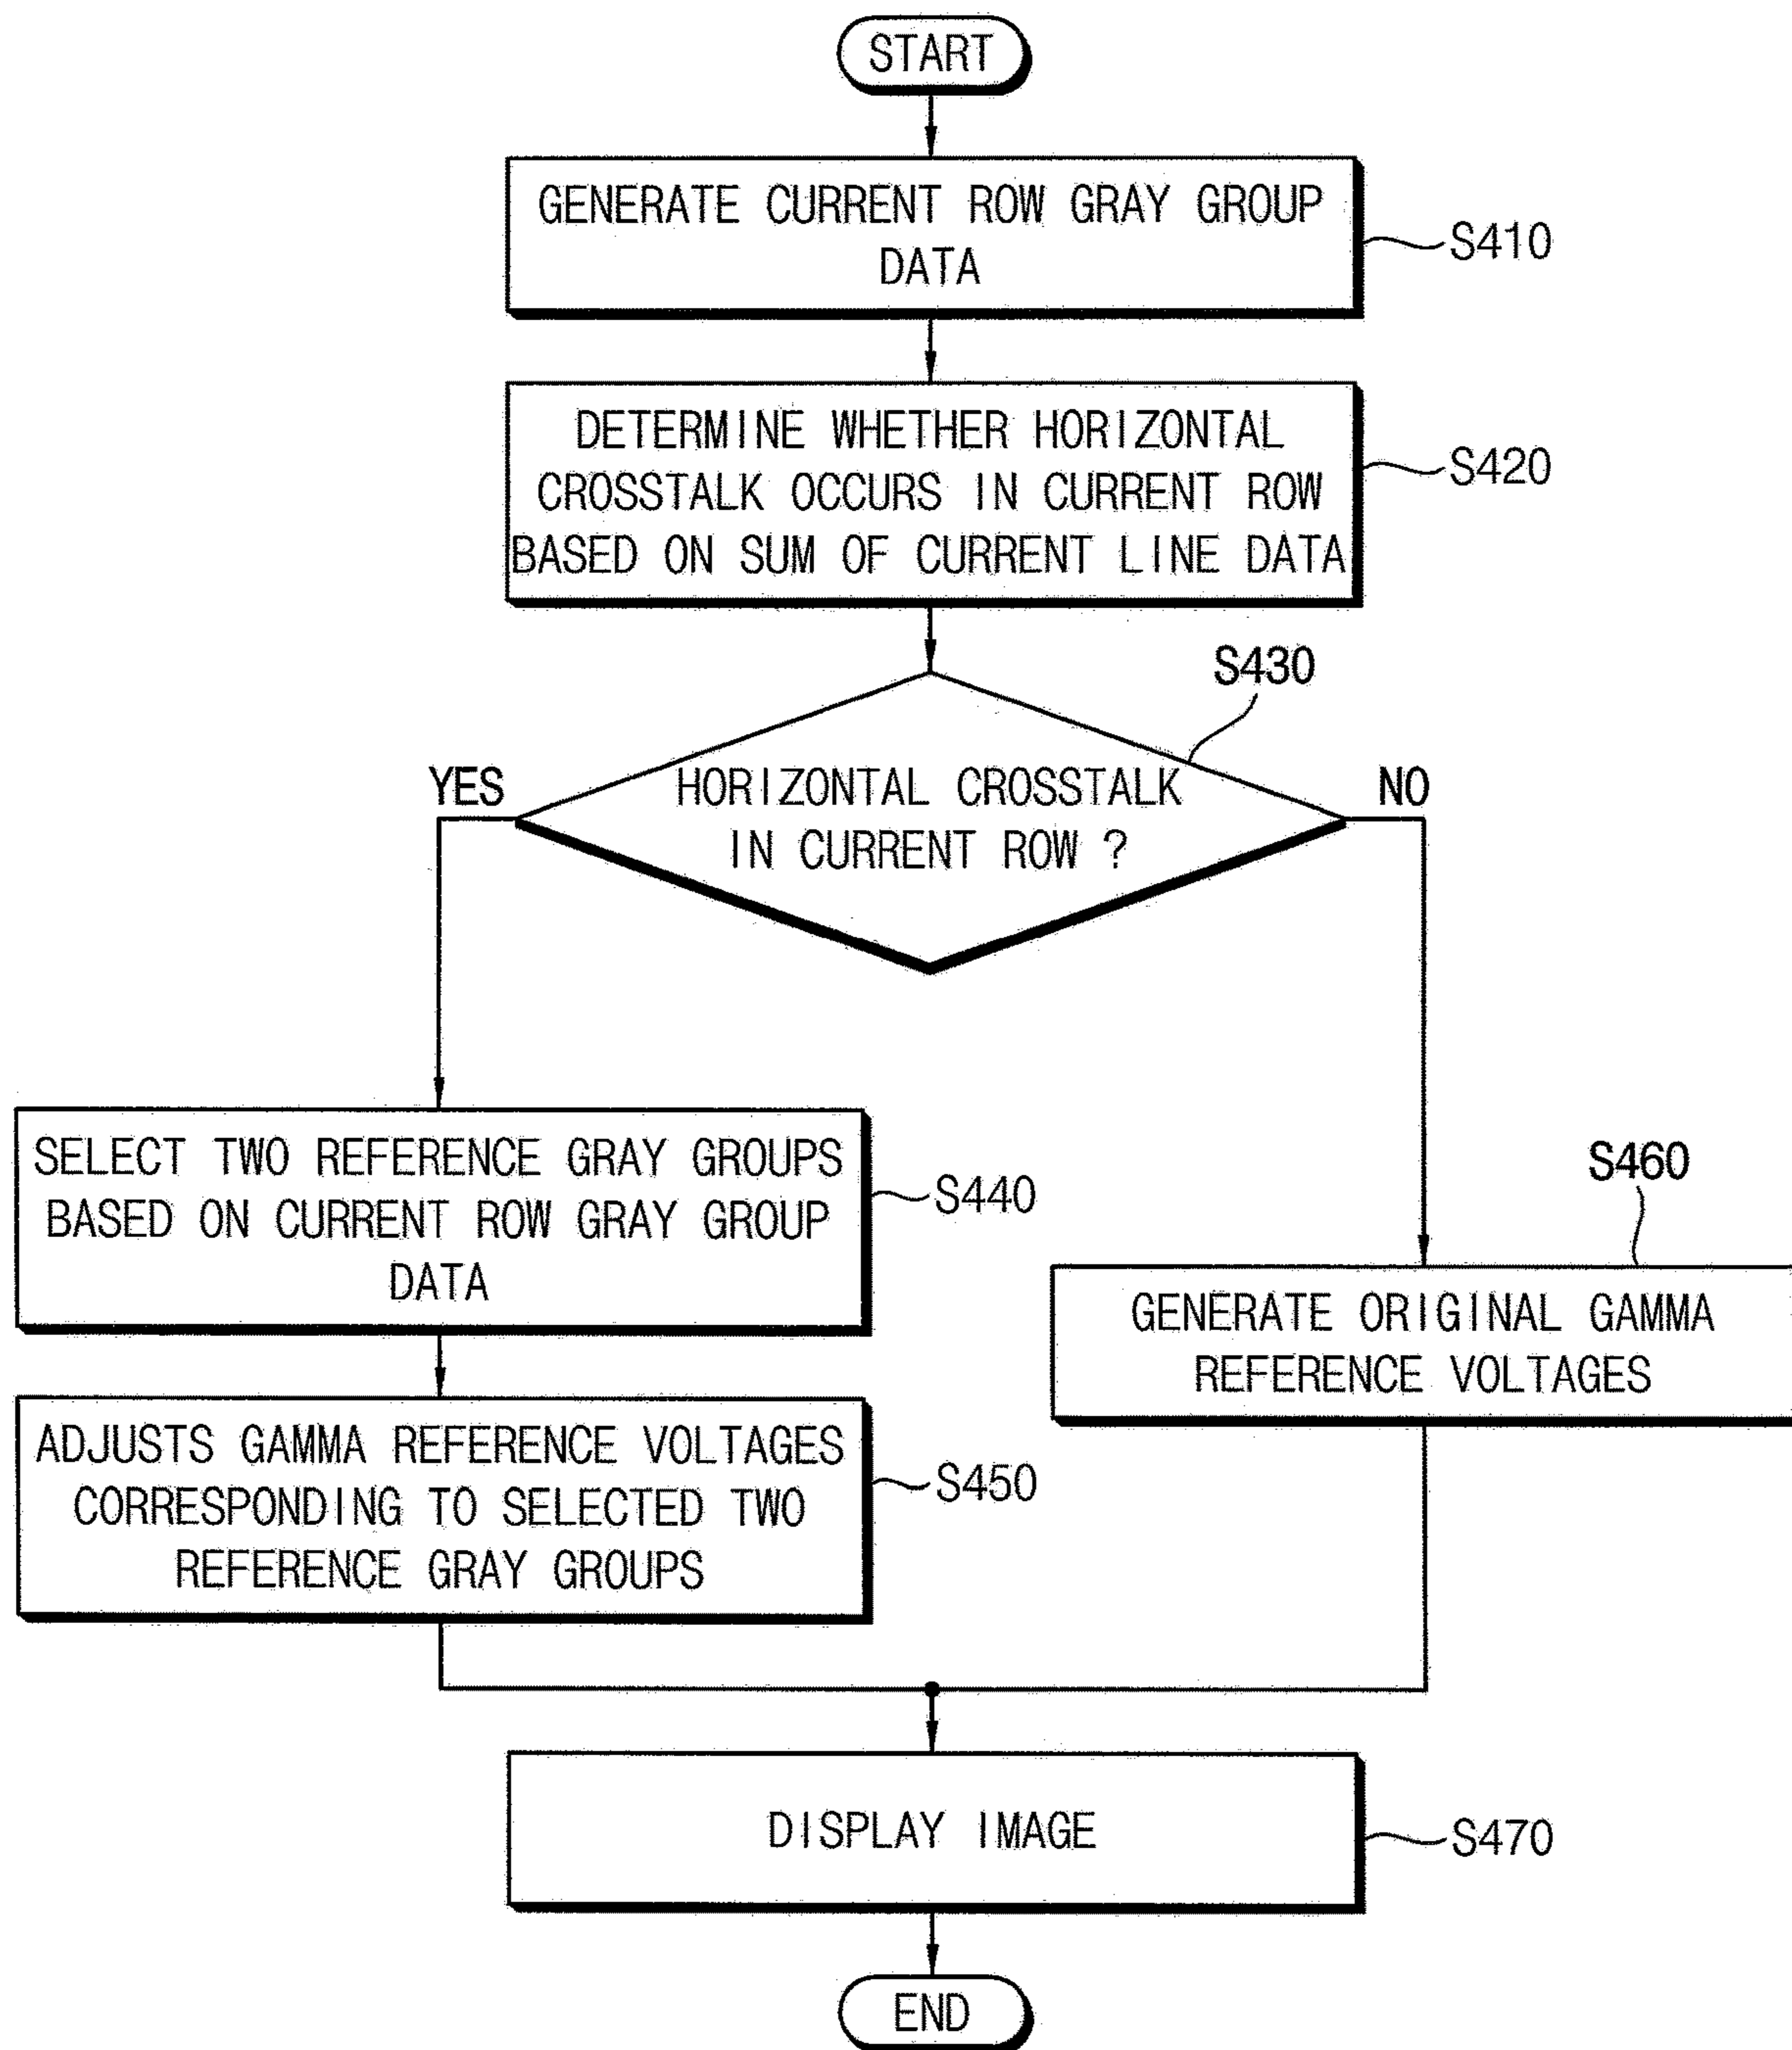 START
GENERATE CURRENT ROW GRAY GROUP
DATA
S410
DETERMINE WHETHER HORIZONTAL
CROSSTALK OCCURS IN CURRENT ROW
BASED ON SUM OF CURRENT LINE DATA
S420
S430
YES
HORIZONTAL CROSSTALK
IN CURRENT ROW ?
NO
SELECT TWO REFERENCE GRAY GROUPS
BASED ON CURRENT ROW GRAY GROUP
DATA
S440
S460
GENERATE ORIGINAL GAMMA
REFERENCE VOLTAGES
ADJUSTS GAMMA REFERENCE VOLTAGES
CORRESPONDING TO SELECTED TWO
REFERENCE GRAY GROUPS
S450
DISPLAY IMAGE
S470
END